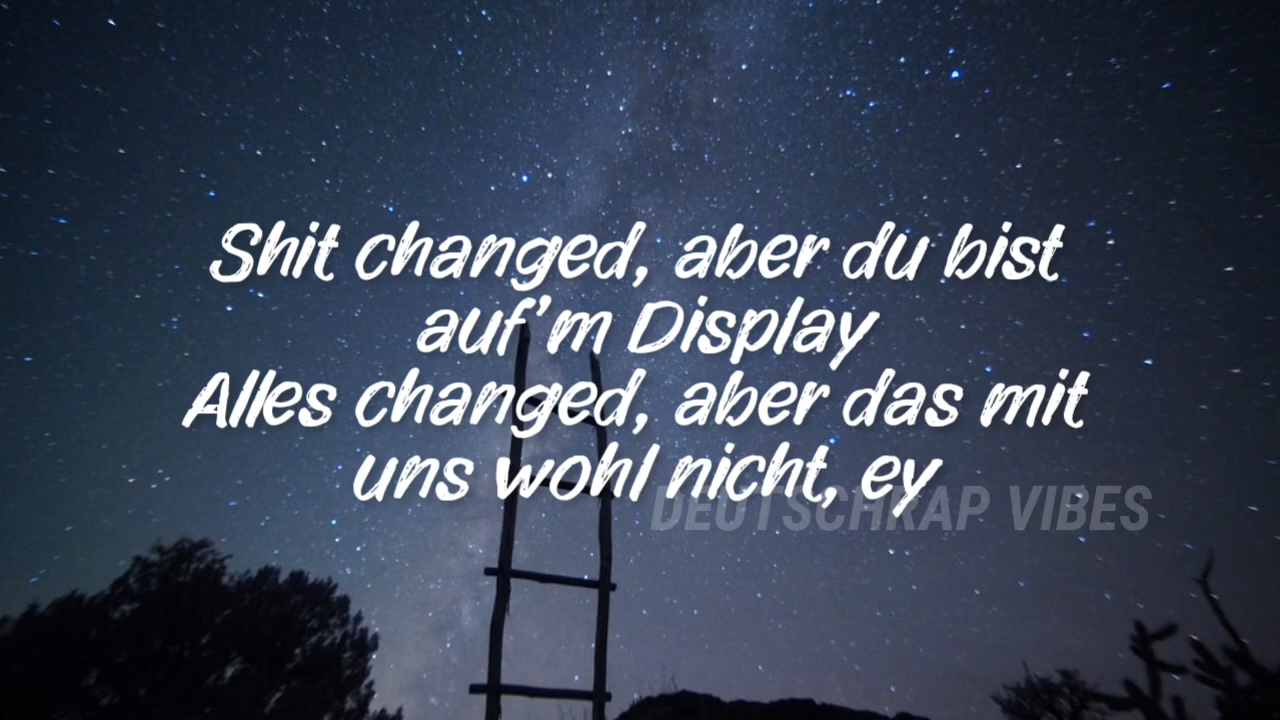 Shit changed, aber du bist
auf'm Display
Alles changed, aber das mit
uns wohl nicht, ey
DEUTSCHRAP VIBES